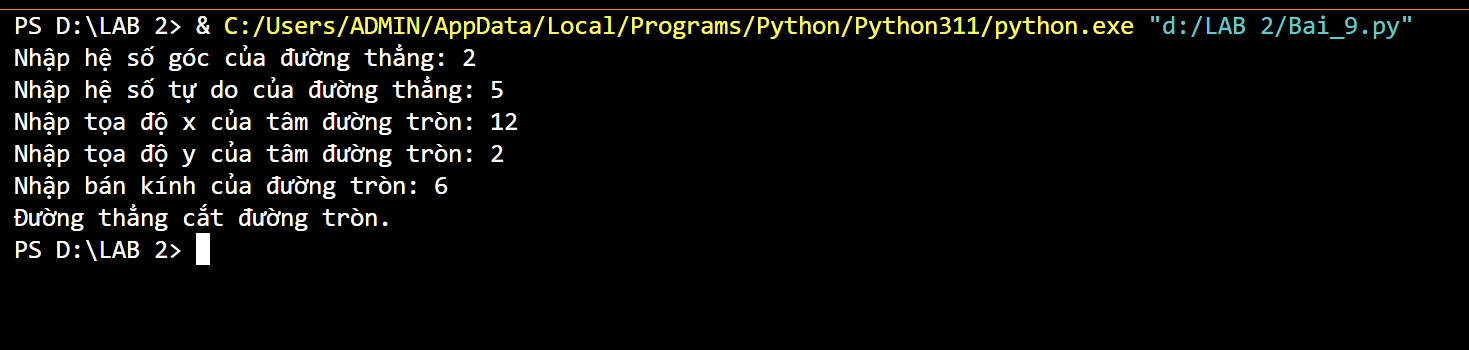 PS D:\LAB 2> & C:/Users/ADMIN/AppData/Local/Programs/Python/Python311/python.exe "d:/LAB 2/Bai_9.py"
Nhập hệ số góc của đường thẳng: 2
Nhập hệ số tự do của đường thẳng: 5
Nhập tọa độ x của tâm đường tròn: 12
Nhập tọa độ y của tâm đường tròn: 2
Nhập bán kính của đường tròn: 6
Đường thẳng cắt đường tròn.
PS D:\LAB 2>